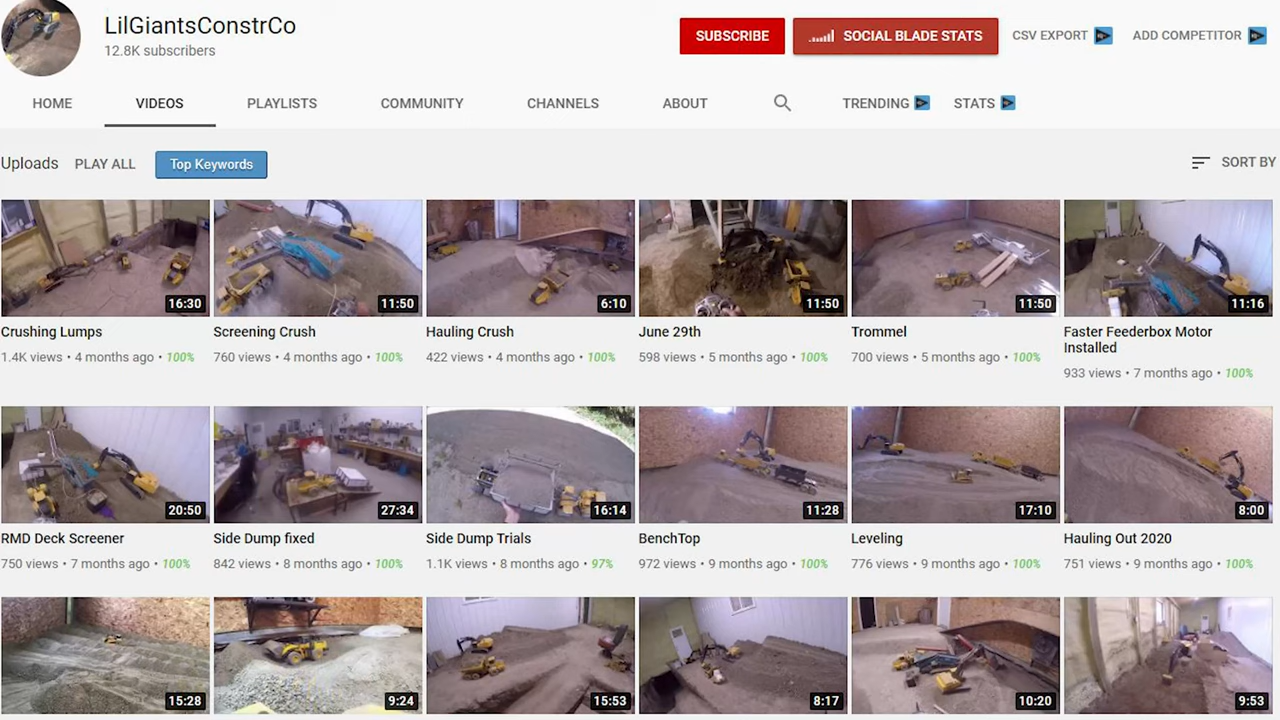 LilGiantsConstrCo
12.8K subscribers
SUBSCRIBE
SOCIAL BLADE STATS
CSV EXPORT
ADD COMPETITOR
HOME
VIDEOS
PLAYLISTS
COMMUNITY
CHANNELS
ABOUT
TRENDING
STATS
Uploads
PLAY ALL
Top Keywords
SORT BY
16:30
11:50
6:10
11:50
11:50
11:16
Crushing Lumps
1.4K views • 4 months ago • 100%
Screening Crush
760 views • 4 months ago • 100%
Hauling Crush
422 views • 4 months ago • 100%
June 29th
598 views • 5 months ago • 100%
Trommel
700 views • 5 months ago • 100%
Faster Feederbox Motor
Installed
933 views • 7 months ago • 100%
20:50
27:34
16:14
11:28
17:10
8:00
RMD Deck Screener
750 views • 7 months ago • 100%
Side Dump fixed
842 views • 8 months ago • 100%
Side Dump Trials
1.1K views • 8 months ago • 97%
BenchTop
972 views • 9 months ago • 100%
Leveling
776 views • 9 months ago • 100%
Hauling Out 2020
751 views • 9 months ago • 100%
15:28
9:24
15:53
8:17
10:20
9:53